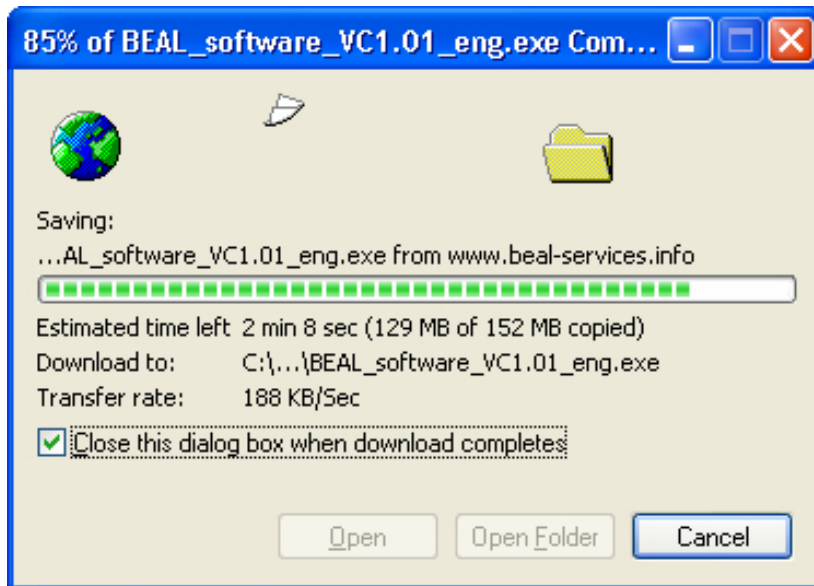 85% of BEAL_software_VC1.01_eng.exe Com...
Saving:
...AL_software_VC1.01_eng.exe from www.beal-services.info
Estimated time left 2 min 8 sec (129 MB of 152 MB copied)
Download to: C:\...\BEAL_software_VC1.01_eng.exe
Transfer rate: 188 KB/Sec
Close this dialog box when download completes
Open Open Folder Cancel